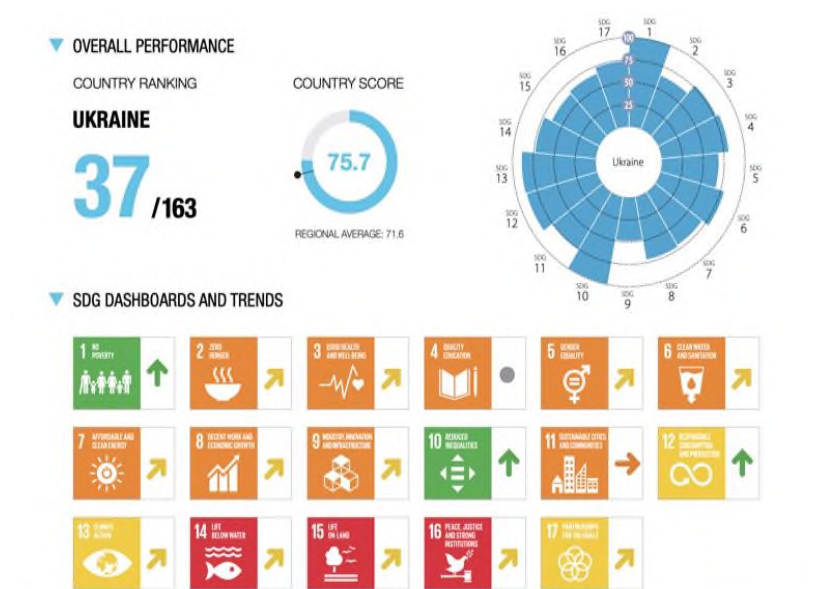 OVERALL PERFORMANCE
COUNTRY RANKING
UKRAINE
37 /163
COUNTRY SCORE
75.7
REGIONAL AVERAGE: 71.6
SDG 1
SDG 2
SDG 3
SDG 4
SDG 5
SDG 6
SDG 7
SDG 8
SDG 9
SDG 10
SDG 11
SDG 12
SDG 13
SDG 14
SDG 15
SDG 16
SDG 17
100
75
50
25
Ukraine
SDG DASHBOARDS AND TRENDS
1 NO
POVERTY
2 ZERO
HUNGER
3 GOOD HEALTH
AND WELL-BEING
4 QUALITY
EDUCATION
5 GENDER
EQUALITY
6 CLEAN WATER
AND SANITATION
7 AFFORDABLE AND
CLEAN ENERGY
8 DECENT WORK AND
ECONOMIC GROWTH
9 INDUSTRY, INNOVATION
AND INFRASTRUCTURE
10 REDUCED
INEQUALITIES
11 SUSTAINABLE CITIES
AND COMMUNITIES
12 RESPONSIBLE
CONSUMPTION
AND PRODUCTION
13 CLIMATE
ACTION
14 LIFE
BELOW WATER
15 LIFE
ON LAND
16 PEACE, JUSTICE
AND STRONG
INSTITUTIONS
17 PARTNERSHIPS
FOR THE GOALS